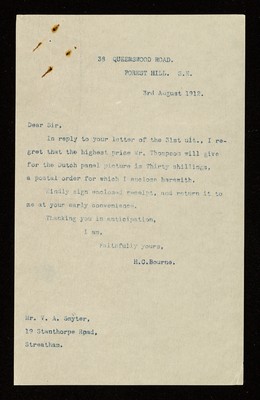 39 QUEENSWOOD ROAD.
FOREST HILL. S.E.
3rd August 1912.
Dear Sir,
In reply to your letter of the 31st ult., I re-
gret that the highest price Mr. Thompson will give
for the Dutch panel picture is Thirty shillings,
a postal order for which I enclose herewith.
Kindly sign enclosed receipt, and return it to
me at your early convenience.
Thanking you in anticipation,
I am,
Faithfully yours,
H.C.Bourne.
Mr. V. A. Gayter,
19 Stanthorpe Road,
Streatham.